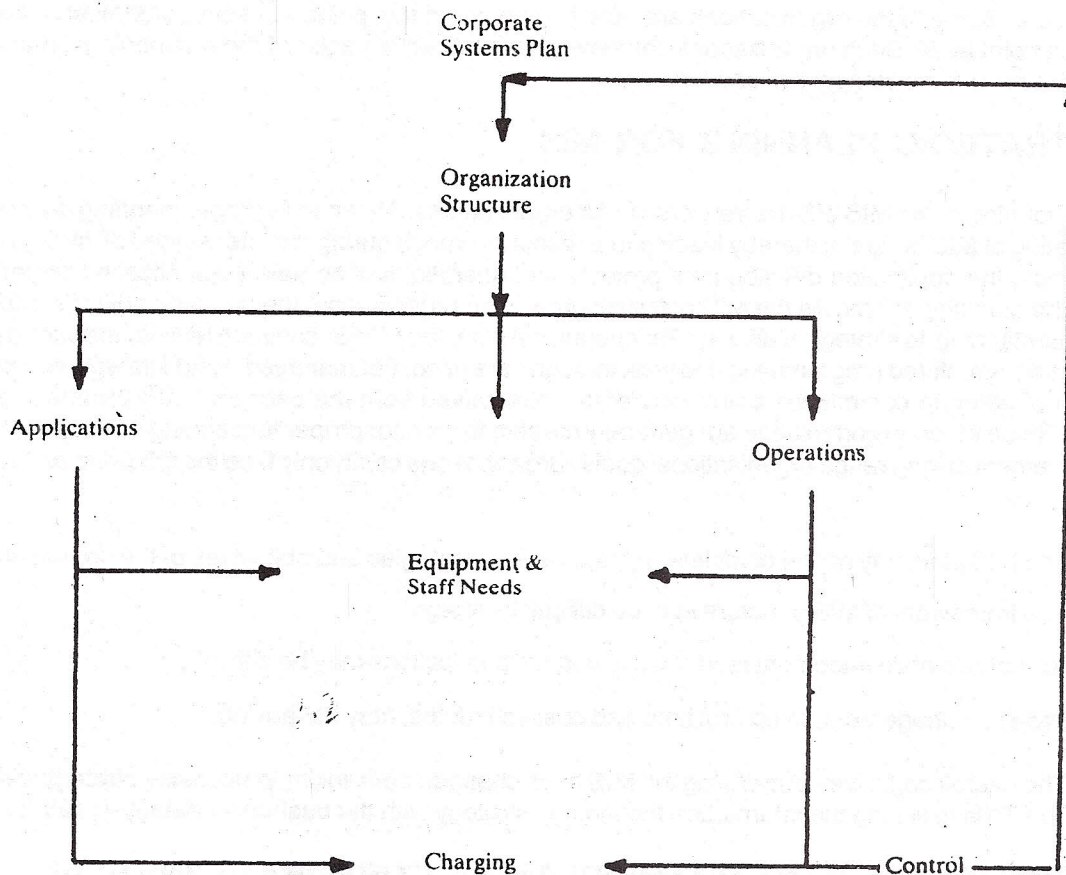 Corporate
Systems Plan
Organization
Structure
Applications
Operations
Equipment &
Staff Needs
Charging
Control